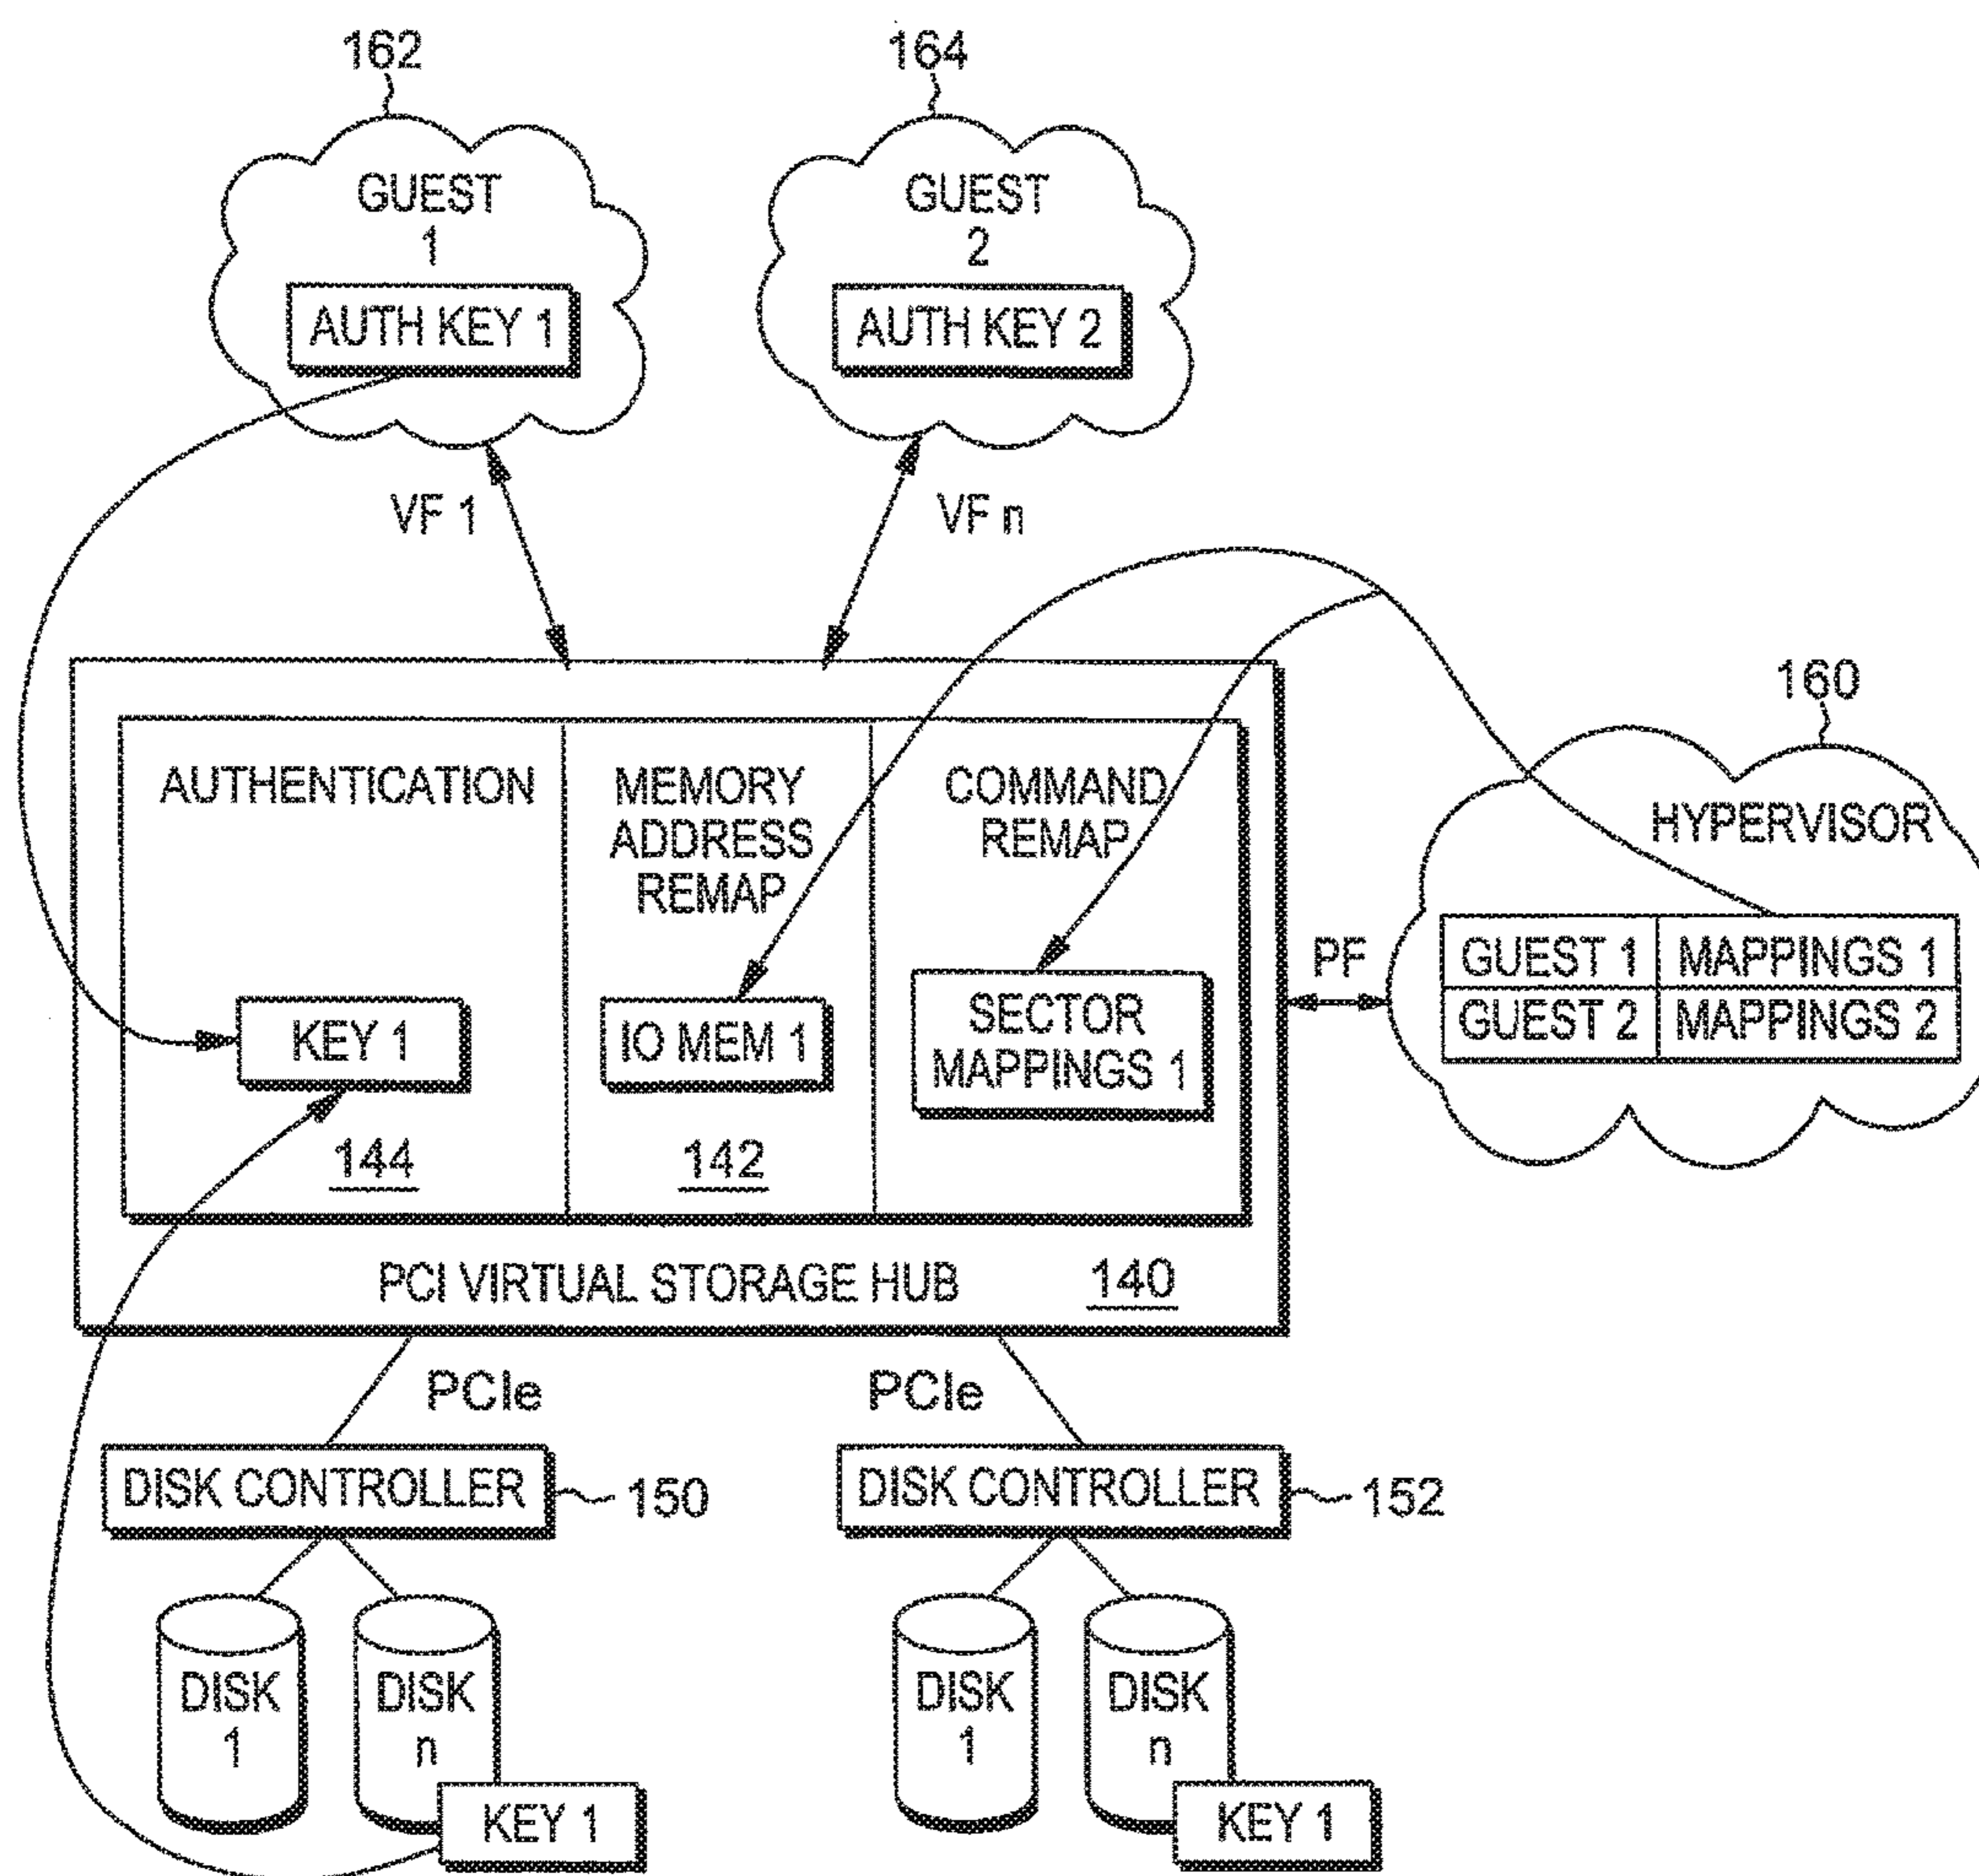 162
164
GUEST
1
AUTH KEY 1
GUEST
2
AUTH KEY 2
VF 1
VF n
160
AUTHENTICATION
MEMORY
ADDRESS
REMAP
COMMAND
REMAP
HYPERVISOR
PF
GUEST 1 MAPPINGS 1
GUEST 2 MAPPINGS 2
KEY 1
IO MEM 1
SECTOR
MAPPINGS 1
144
142
PCI VIRTUAL STORAGE HUB 140
PCIe
PCIe
DISK CONTROLLER 150
DISK CONTROLLER 152
DISK
1
DISK
n
KEY 1
DISK
1
DISK
n
KEY 1